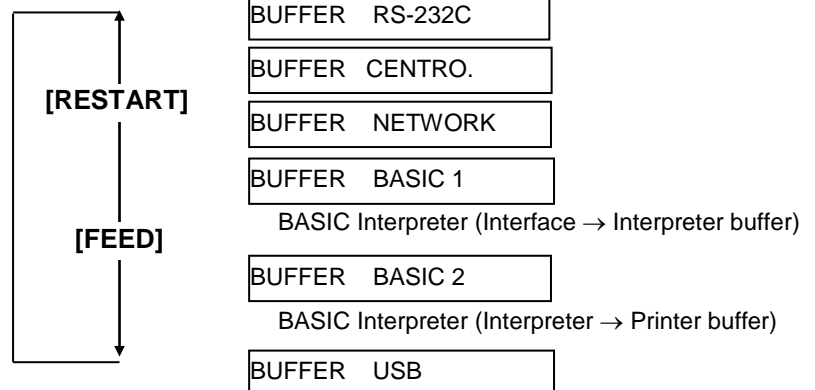 BUFFER RS-232C
BUFFER CENTRO.
[RESTART]
BUFFER NETWORK
BUFFER BASIC 1
BASIC Interpreter (Interface → Interpreter buffer)
[FEED]
BUFFER BASIC 2
BASIC Interpreter (Interpreter → Printer buffer)
BUFFER USB